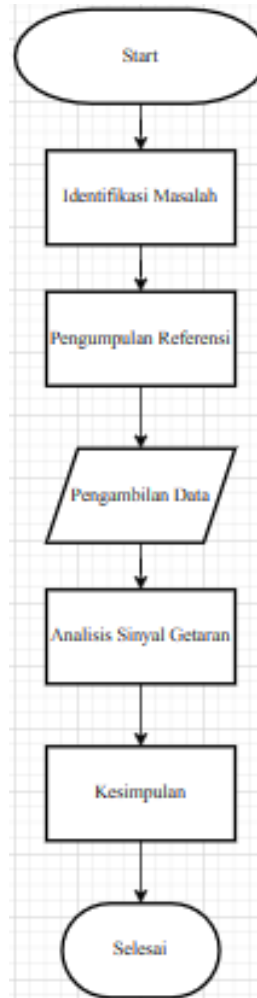 Start
Identifikasi Masalah
Pengumpulan Referensi
Pengambilan Data
Analisis Sinyal Getaran
Kesimpulan
Selesai